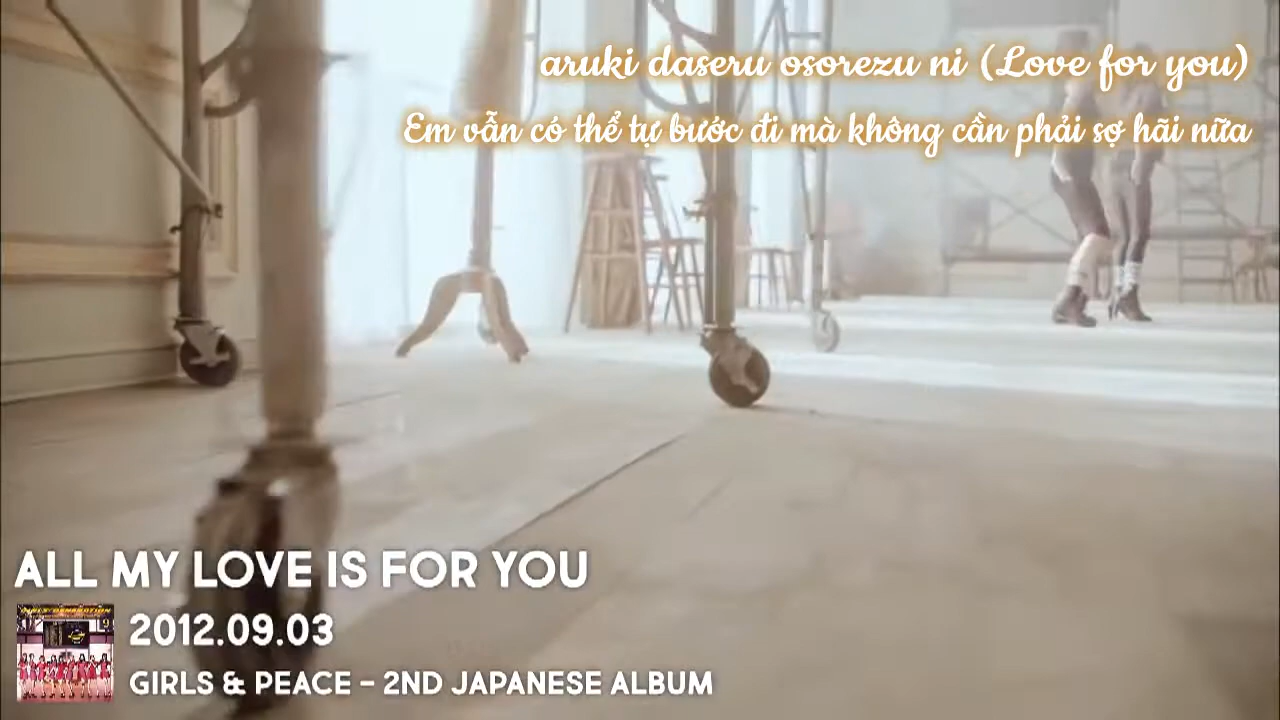 aruki daseru osorezu ni (Love for you)
Em vẫn có thể tự bước đi mà không cần phải sợ hãi nữa
ALL MY LOVE IS FOR YOU
2012.09.03
GIRLS & PEACE - 2ND JAPANESE ALBUM